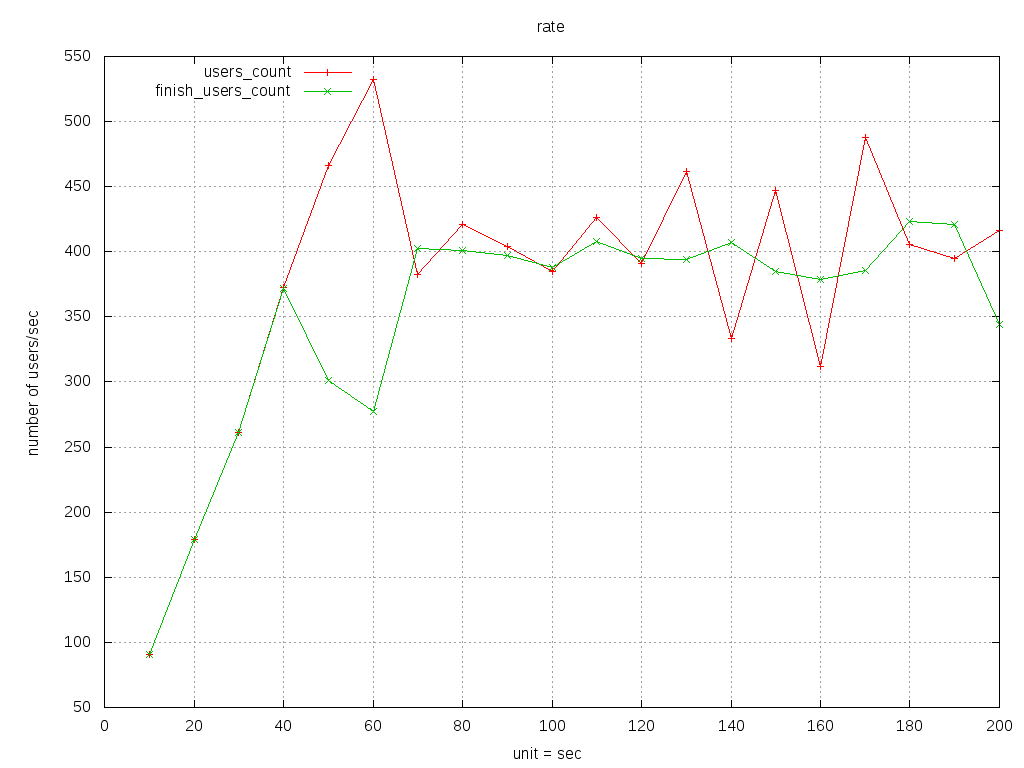 rate
users_count
finish_users_count
550
500
450
400
350
300
250
200
150
100
50
number of users/sec
0 20 40 60 80 100 120 140 160 180 200
unit = sec